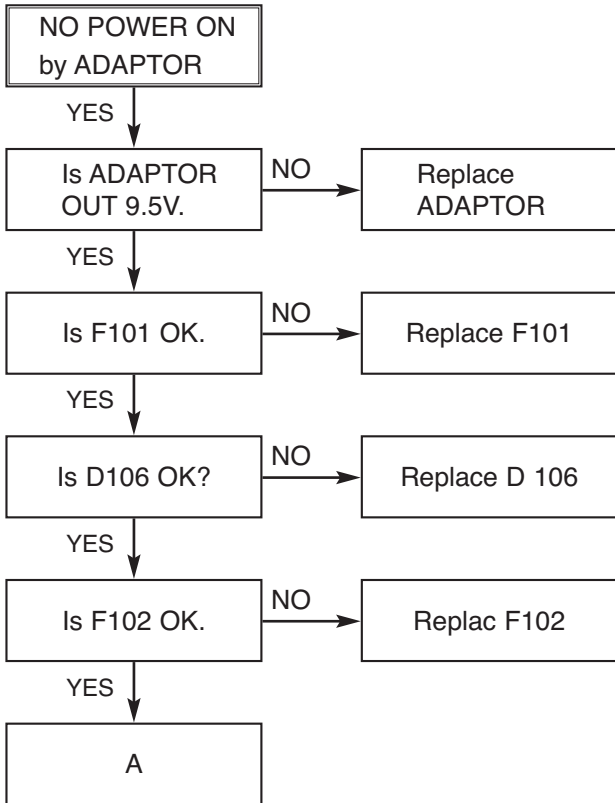 NO POWER ON
by ADAPTOR
YES
Is ADAPTOR
OUT 9.5V.
NO
Replace
ADAPTOR
YES
Is F101 OK.
NO
Replace F101
YES
Is D106 OK?
NO
Replace D 106
YES
Is F102 OK.
NO
Replac F102
YES
A